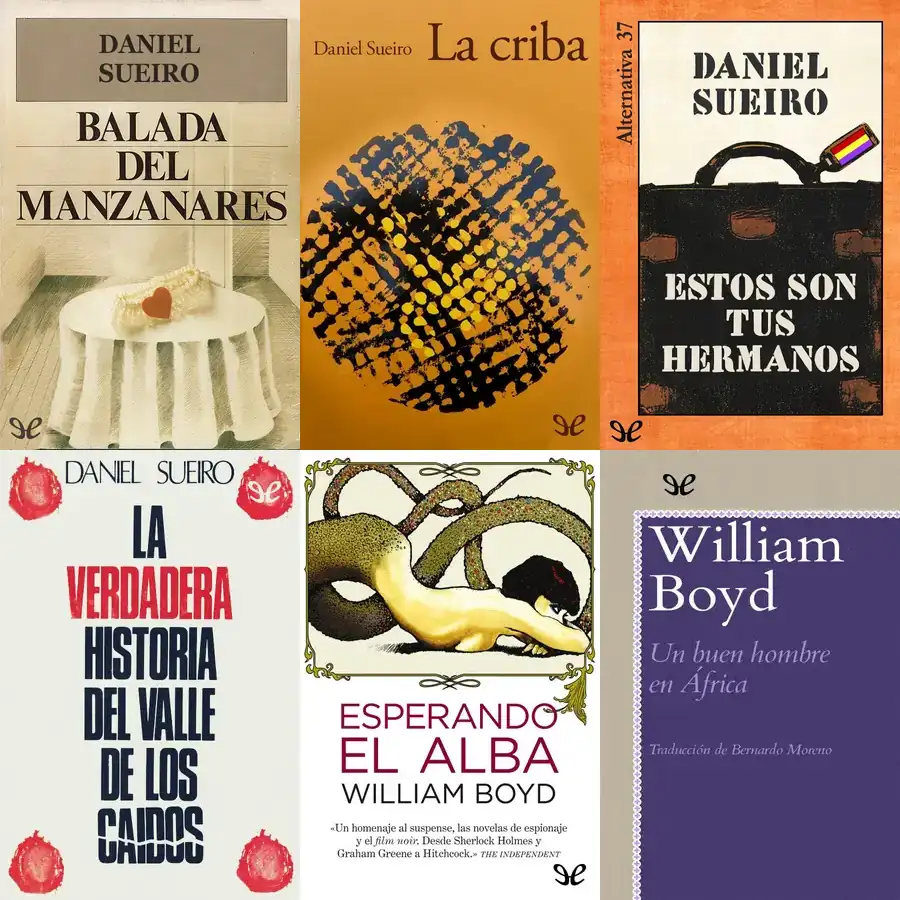 DANIEL
SUEIRO
BALADA
DEL
MANZANARES
Daniel Sueiro
La criba
Alternativa 37
DANIEL
SUEIRO
ESTOS SON
TUS
HERMANOS
DANIEL SUEIRO
LA
VERDADERA
HISTORIA
DEL VALLE
DE LOS
CAIDOS
ESPERANDO
EL ALBA
WILLIAM BOYD
«Un homenaje al suspense, las novelas de espionaje
y el film noir. Desde Sherlock Holmes y
Graham Greene a Hitchcock.» THE INDEPENDENT
William
Boyd
Un buen hombre
en África
Traducción de Bernardo Moreno